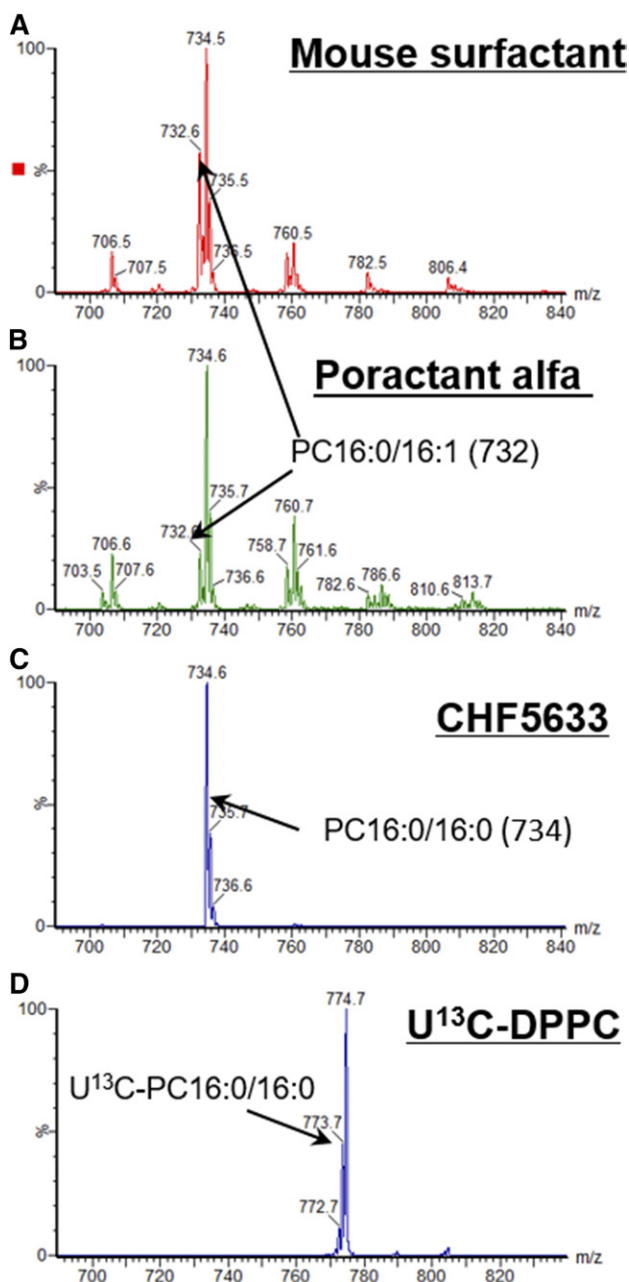 A
Mouse surfactant
100
%
0
734.5
732.6
735.5
736.5
706.5
707.5
760.5
782.5
806.4
700 720 740 760 780 800 820 840 m/z
B
Poractant alfa
100
%
0
734.6
PC16:0/16:1 (732)
735.7
732.6
736.6
703.5
706.6
707.6
758.7
760.7
761.6
782.6
786.6
810.6
813.7
700 720 740 760 780 800 820 840 m/z
C
CHF5633
100
%
0
734.6
735.7
736.6
PC16:0/16:0 (734)
700 720 740 760 780 800 820 840 m/z
D
U¹³C-DPPC
100
%
0
774.7
U¹³C-PC16:0/16:0
773.7
772.7
700 720 740 760 780 800 820 m/z